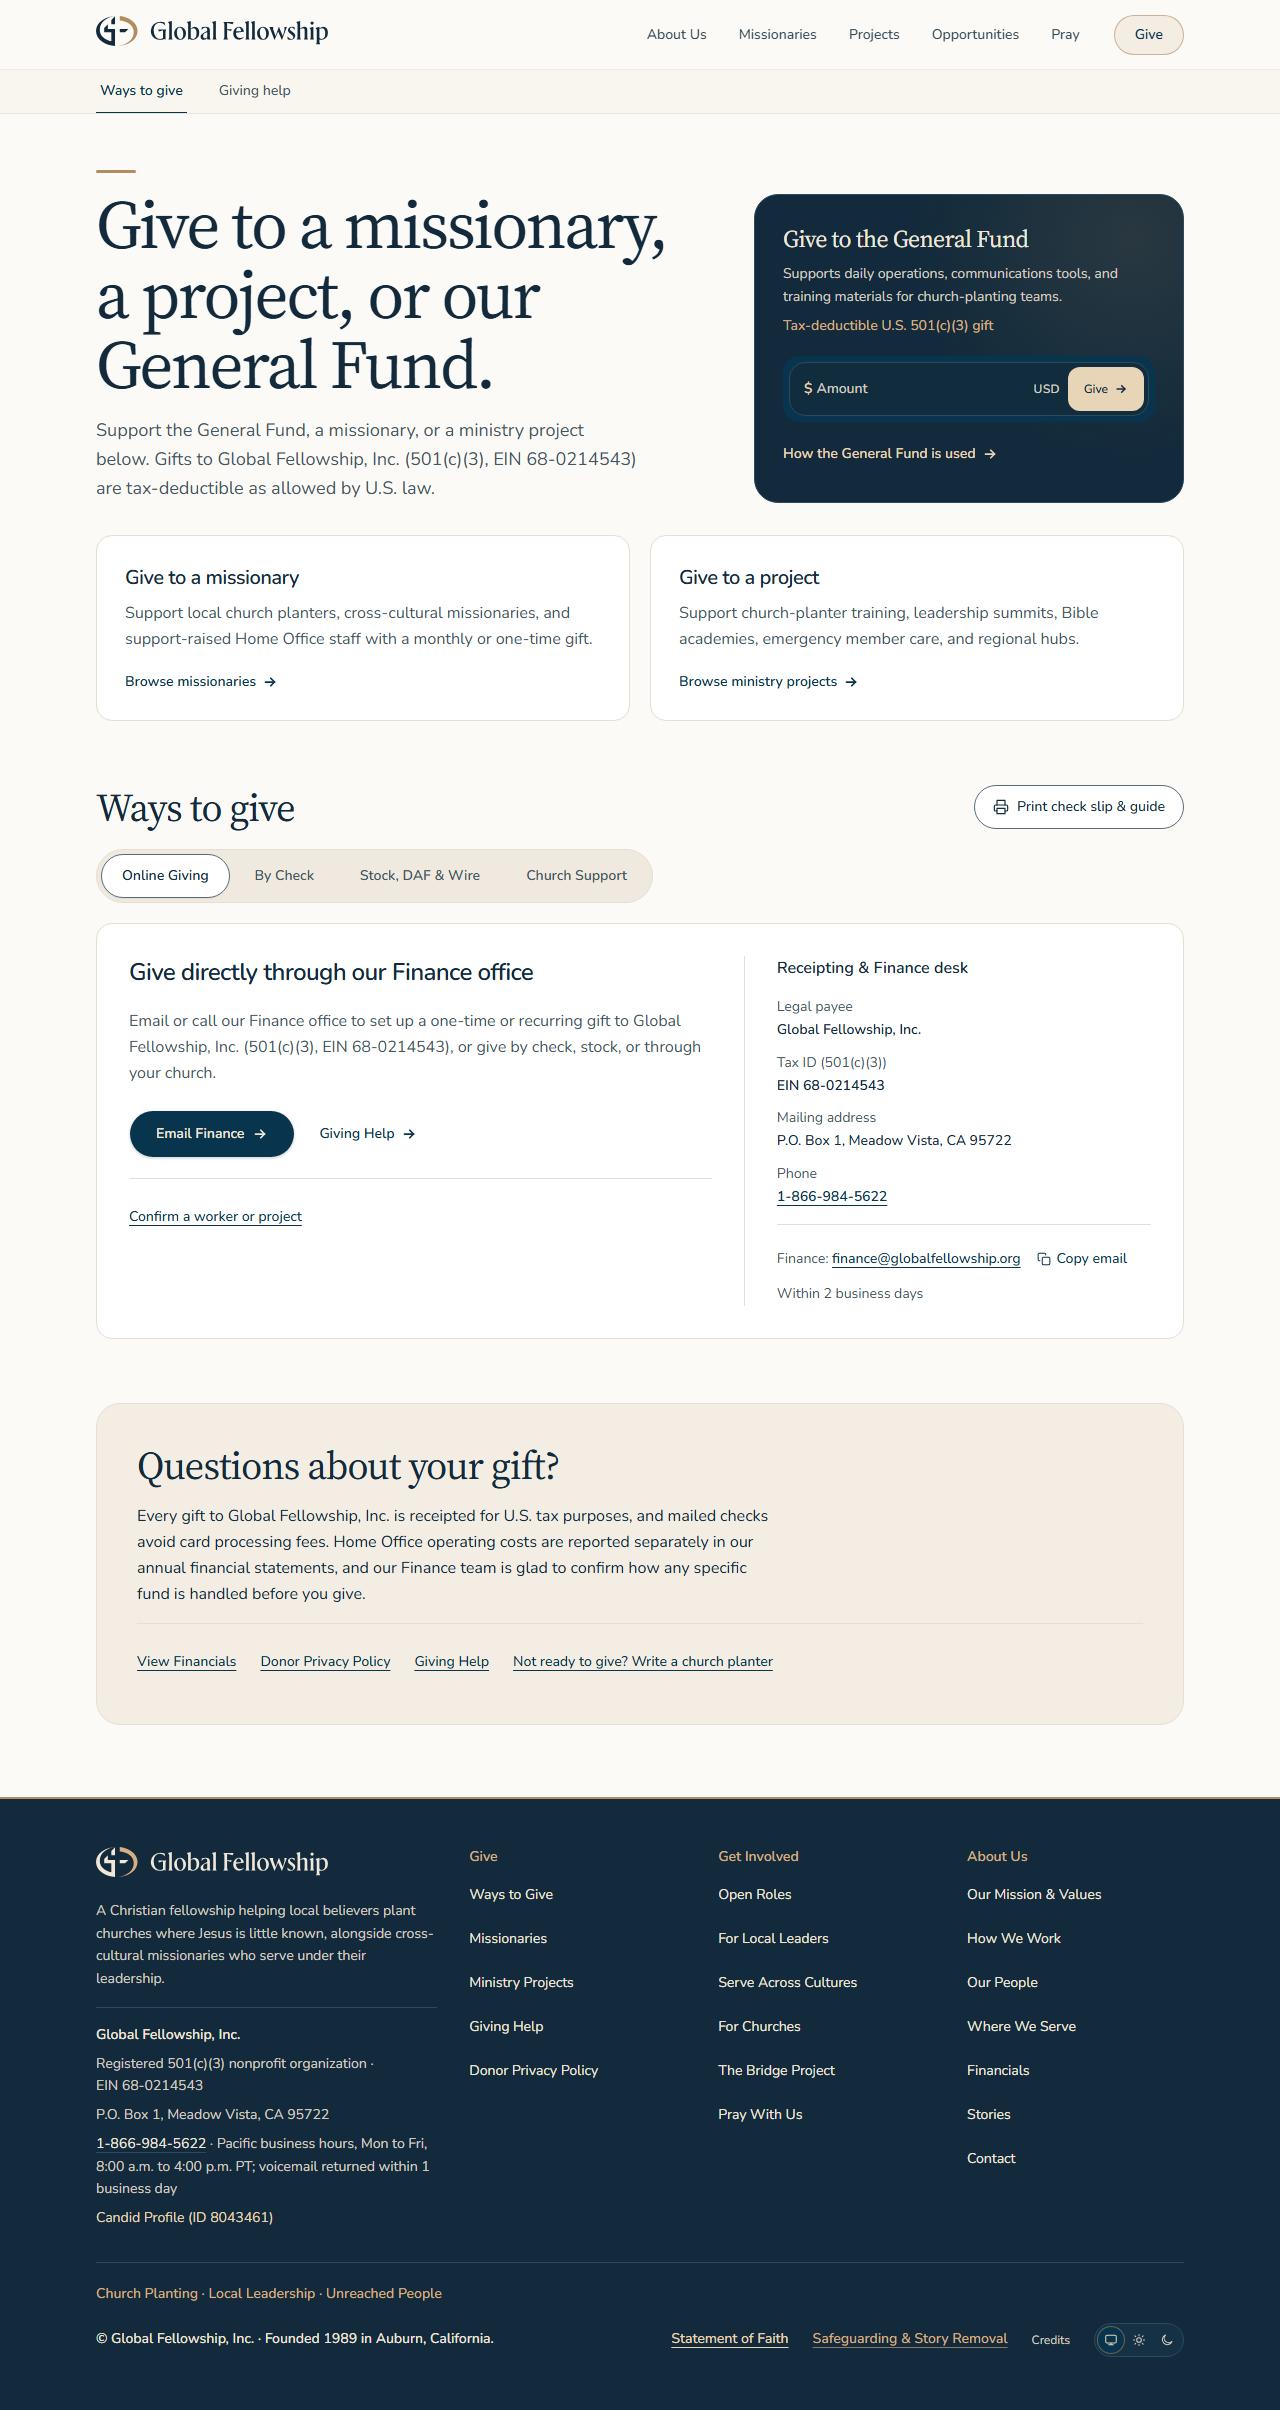 Global Fellowship
About Us
Missionaries
Projects
Opportunities
Pray
Give
Ways to give
Giving help
Give to a missionary,
a project, or our
General Fund.
Support the General Fund, a missionary, or a ministry project
below. Gifts to Global Fellowship, Inc. (501(c)(3), EIN 68-0214543)
are tax-deductible as allowed by U.S. law.
Give to the General Fund
Supports daily operations, communications tools, and
training materials for church-planting teams.
Tax-deductible U.S. 501(c)(3) gift
$ Amount
USD
Give →
How the General Fund is used →
Give to a missionary
Support local church planters, cross-cultural missionaries, and
support-raised Home Office staff with a monthly or one-time gift.
Browse missionaries →
Give to a project
Support church-planter training, leadership summits, Bible
academies, emergency member care, and regional hubs.
Browse ministry projects →
Ways to give
Print check slip & guide
Online Giving
By Check
Stock, DAF & Wire
Church Support
Give directly through our Finance office
Email or call our Finance office to set up a one-time or recurring gift to Global
Fellowship, Inc. (501(c)(3), EIN 68-0214543), or give by check, stock, or through
your church.
Email Finance →
Giving Help →
Confirm a worker or project
Receipting & Finance desk
Legal payee
Global Fellowship, Inc.
Tax ID (501(c)(3))
EIN 68-0214543
Mailing address
P.O. Box 1, Meadow Vista, CA 95722
Phone
1-866-984-5622
Finance: finance@globalfellowship.org
Copy email
Within 2 business days
Questions about your gift?
Every gift to Global Fellowship, Inc. is receipted for U.S. tax purposes, and mailed checks
avoid card processing fees. Home Office operating costs are reported separately in our
annual financial statements, and our Finance team is glad to confirm how any specific
fund is handled before you give.
View Financials
Donor Privacy Policy
Giving Help
Not ready to give? Write a church planter
Global Fellowship
A Christian fellowship helping local believers plant
churches where Jesus is little known, alongside cross-
cultural missionaries who serve under their
leadership.
Global Fellowship, Inc.
Registered 501(c)(3) nonprofit organization ·
EIN 68-0214543
P.O. Box 1, Meadow Vista, CA 95722
1-866-984-5622 · Pacific business hours, Mon to Fri,
8:00 a.m. to 4:00 p.m. PT; voicemail returned within 1
business day
Candid Profile (ID 8043461)
Give
Ways to Give
Missionaries
Ministry Projects
Giving Help
Donor Privacy Policy
Get Involved
Open Roles
For Local Leaders
Serve Across Cultures
For Churches
The Bridge Project
Pray With Us
About Us
Our Mission & Values
How We Work
Our People
Where We Serve
Financials
Stories
Contact
Church Planting · Local Leadership · Unreached People
© Global Fellowship, Inc. · Founded 1989 in Auburn, California.
Statement of Faith
Safeguarding & Story Removal
Credits